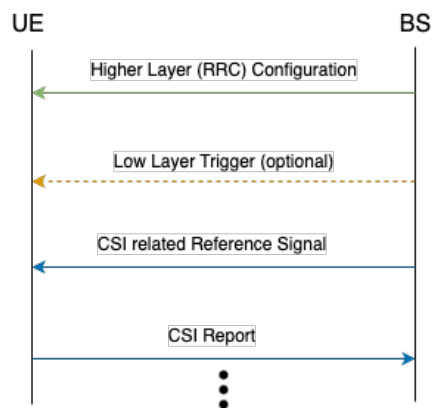 UE
BS
Higher Layer (RRC) Configuration
Low Layer Trigger (optional)
CSI related Reference Signal
CSI Report